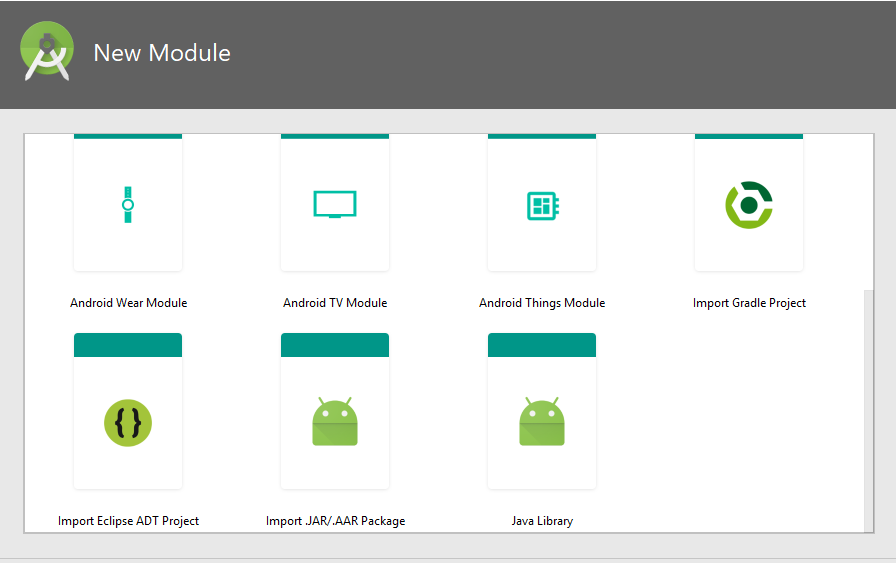 New Module
Android Wear Module
Android TV Module
Android Things Module
Import Gradle Project
{}
Import Eclipse ADT Project
Import .JAR/.AAR Package
Java Library